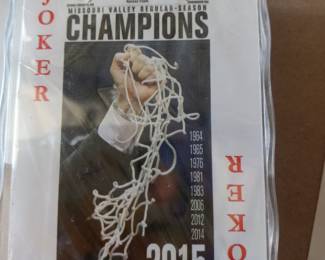 MISSOURI VALLEY REGULAR-SEASON
CHAMPIONS
JOKER
1964
1965
1976
1981
1983
2006
2012
2014
2015
JOKER